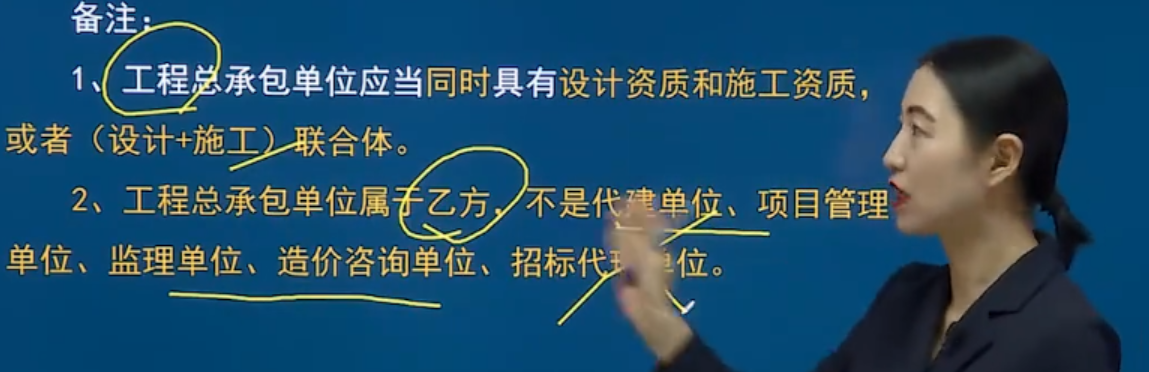 备注：
1、工程总承包单位应当同时具有设计资质和施工资质，
或者（设计+施工）联合体。
2、工程总承包单位属于乙方，不是代建单位、项目管理
单位、监理单位、造价咨询单位、招标代理单位。